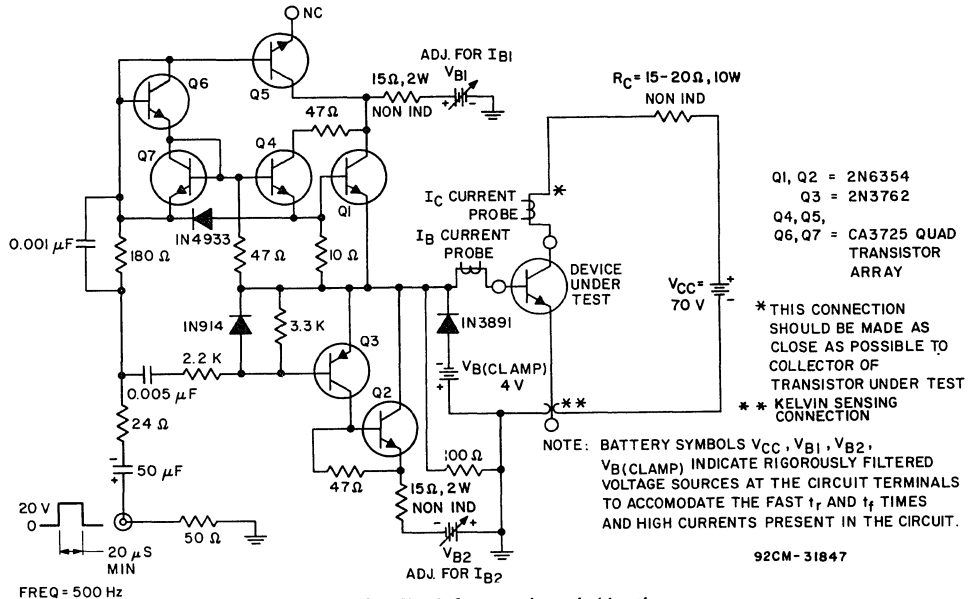 NC
Q6
Q5
ADJ. FOR IB1
VB1
15Ω, 2W
NON IND
+ -
RC = 15-20Ω, 10W
NON IND
47Ω
Q7
Q4
Q1
IC CURRENT
PROBE
*
Q1, Q2 = 2N6354
Q3 = 2N3762
Q4, Q5,
Q6, Q7 = CA3725 QUAD
TRANSISTOR
ARRAY
0.001 μF
180 Ω
1N4933
47 Ω
10 Ω
IB CURRENT
PROBE
DEVICE
UNDER
TEST
VCC=
70 V
+
-
* THIS CONNECTION
SHOULD BE MADE AS
CLOSE AS POSSIBLE TO
COLLECTOR OF
TRANSISTOR UNDER TEST
** KELVIN SENSING
CONNECTION
1N914
3.3 K
Q3
1N3891
2.2 K
0.005 μF
-
+
VB(CLAMP)
4V
Q2
**
24 Ω
-
50 μF
+
47Ω
100Ω
15Ω, 2W
NON IND
- +
VB2
ADJ. FOR IB2
NOTE: BATTERY SYMBOLS VCC, VB1, VB2,
VB(CLAMP) INDICATE RIGOROUSLY FILTERED
VOLTAGE SOURCES AT THE CIRCUIT TERMINALS
TO ACCOMODATE THE FAST tr AND tf TIMES
AND HIGH CURRENTS PRESENT IN THE CIRCUIT.
20 V
0
20 μS
MIN
50 Ω
92CM-31847
FREQ = 500 Hz